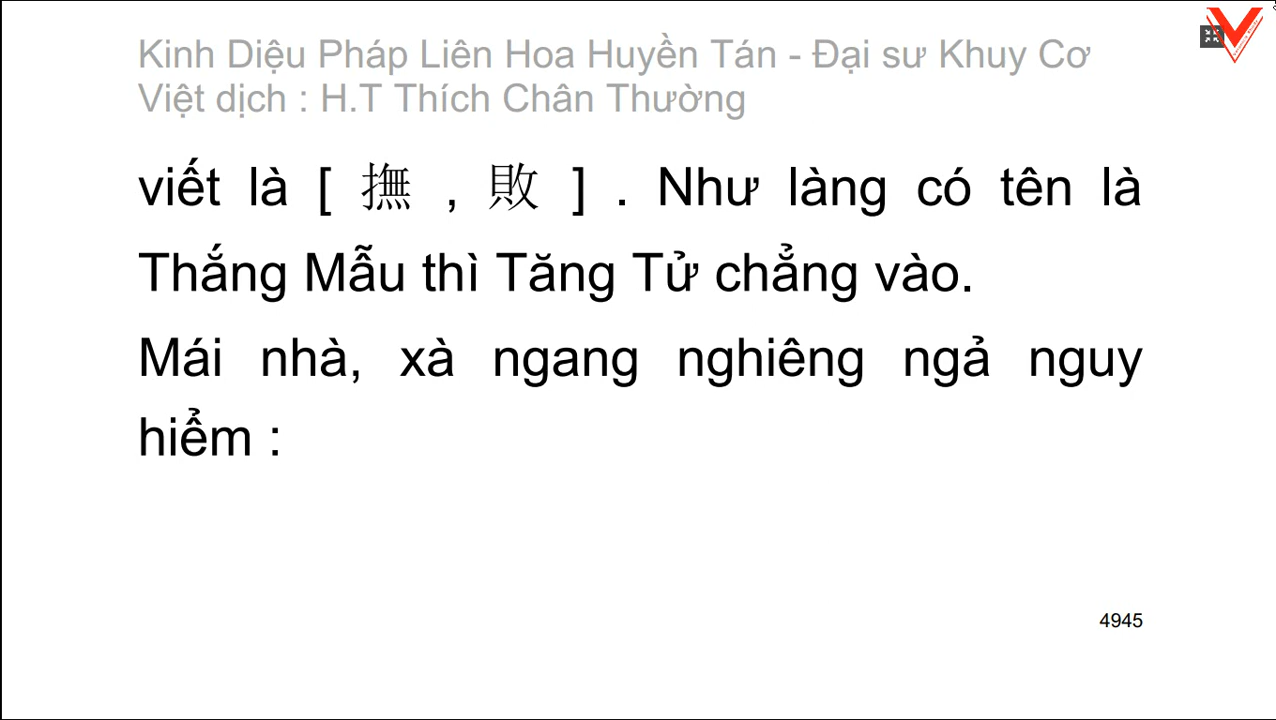 Kinh Diệu Pháp Liên Hoa Huyền Tán - Đại sư Khuy Cơ
Việt dịch : H.T Thích Chân Thường
viết là [ 撫 , 敗 ] . Như làng có tên là
Thắng Mẫu thì Tăng Tử chẳng vào.
Mái nhà, xà ngang nghiêng ngả nguy
hiểm :
4945